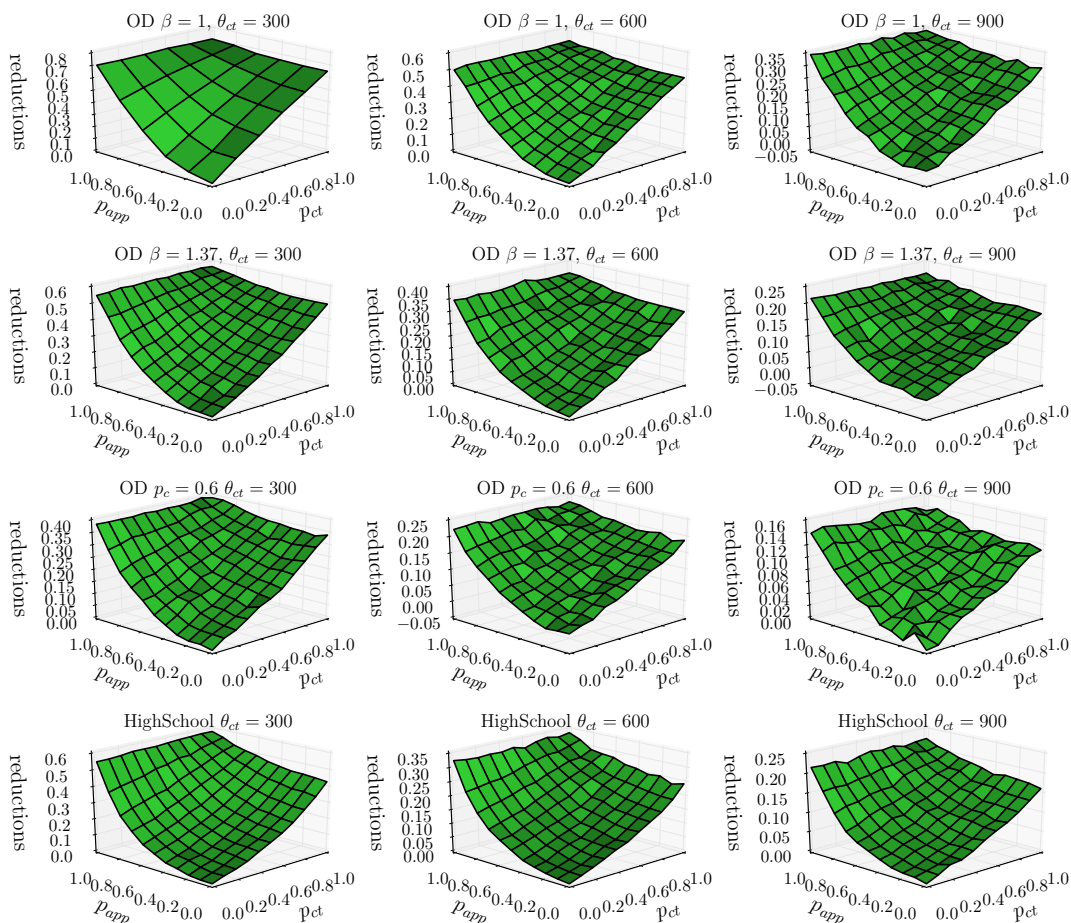 OD β = 1, θct = 300
reductions
0.8
0.7
0.6
0.5
0.4
0.3
0.2
0.1
0.0
1.0 0.8 0.6 0.4 0.2 0.0
papp
0.0 0.2 0.4 0.6 0.8 1.0
pct
OD β = 1, θct = 600
reductions
0.6
0.5
0.4
0.3
0.2
0.1
0.0
1.0 0.8 0.6 0.4 0.2 0.0
papp
0.0 0.2 0.4 0.6 0.8 1.0
pct
OD β = 1, θct = 900
reductions
0.35
0.30
0.25
0.20
0.15
0.10
0.05
0.00
−0.05
1.0 0.8 0.6 0.4 0.2 0.0
papp
0.0 0.2 0.4 0.6 0.8 1.0
pct
OD β = 1.37, θct = 300
reductions
0.6
0.5
0.4
0.3
0.2
0.1
0.0
1.0 0.8 0.6 0.4 0.2 0.0
papp
0.0 0.2 0.4 0.6 0.8 1.0
pct
OD β = 1.37, θct = 600
reductions
0.40
0.35
0.30
0.25
0.20
0.15
0.10
0.05
0.00
1.0 0.8 0.6 0.4 0.2 0.0
papp
0.0 0.2 0.4 0.6 0.8 1.0
pct
OD β = 1.37, θct = 900
reductions
0.25
0.20
0.15
0.10
0.05
0.00
−0.05
1.0 0.8 0.6 0.4 0.2 0.0
papp
0.0 0.2 0.4 0.6 0.8 1.0
pct
OD pc = 0.6 θct = 300
reductions
0.40
0.35
0.30
0.25
0.20
0.15
0.10
0.05
0.00
1.0 0.8 0.6 0.4 0.2 0.0
papp
0.0 0.2 0.4 0.6 0.8 1.0
pct
OD pc = 0.6 θct = 600
reductions
0.25
0.20
0.15
0.10
0.05
0.00
−0.05
1.0 0.8 0.6 0.4 0.2 0.0
papp
0.0 0.2 0.4 0.6 0.8 1.0
pct
OD pc = 0.6 θct = 900
reductions
0.16
0.14
0.12
0.10
0.08
0.06
0.04
0.02
0.00
1.0 0.8 0.6 0.4 0.2 0.0
papp
0.0 0.2 0.4 0.6 0.8 1.0
pct
HighSchool θct = 300
reductions
0.6
0.5
0.4
0.3
0.2
0.1
0.0
1.0 0.8 0.6 0.4 0.2 0.0
papp
0.0 0.2 0.4 0.6 0.8 1.0
pct
HighSchool θct = 600
reductions
0.35
0.30
0.25
0.20
0.15
0.10
0.05
0.00
1.0 0.8 0.6 0.4 0.2 0.0
papp
0.0 0.2 0.4 0.6 0.8 1.0
pct
HighSchool θct = 900
reductions
0.25
0.20
0.15
0.10
0.05
0.00
1.0 0.8 0.6 0.4 0.2 0.0
papp
0.0 0.2 0.4 0.6 0.8 1.0
pct